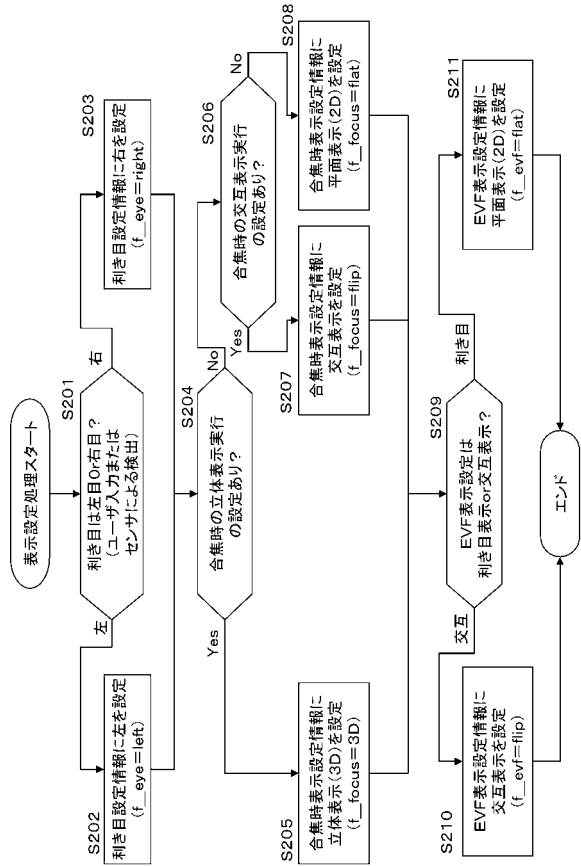 表示設定処理スタート
S201
利き目は左目or右目?
(ユーザ入力または
センサによる検出)
左
右
S202
利き目設定情報に左を設定
(f＿eye=left)
S203
利き目設定情報に右を設定
(f＿eye=right)
S204
合焦時の立体表示実行
の設定あり?
Yes
No
S205
合焦時表示設定情報に
立体表示(3D)を設定
(f＿focus=3D)
S206
合焦時の交互表示実行
の設定あり?
Yes
No
S207
合焦時表示設定情報に
交互表示を設定
(f＿focus=flip)
S208
合焦時表示設定情報に
平面表示(2D)を設定
(f＿focus=flat)
S209
EVF表示設定は
利き目表示or交互表示?
交互
利き目
S210
EVF表示設定情報に
交互表示を設定
(f＿evf=flip)
S211
EVF表示設定情報に
平面表示(2D)を設定
(f＿evf=flat)
エンド